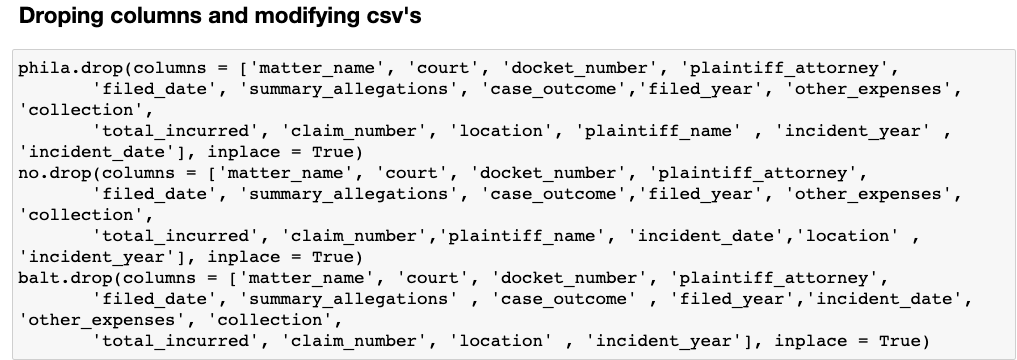 Droping columns and modifying csv's
phila.drop(columns = ['matter_name', 'court', 'docket_number', 'plaintiff_attorney',
       'filed_date', 'summary_allegations', 'case_outcome','filed_year', 'other_expenses',
'collection',
       'total_incurred', 'claim_number', 'location', 'plaintiff_name' , 'incident_year' ,
'incident_date'], inplace = True)
no.drop(columns = ['matter_name', 'court', 'docket_number', 'plaintiff_attorney',
       'filed_date', 'summary_allegations', 'case_outcome','filed_year', 'other_expenses',
'collection',
       'total_incurred', 'claim_number','plaintiff_name', 'incident_date','location' ,
'incident_year'], inplace = True)
balt.drop(columns = ['matter_name', 'court', 'docket_number', 'plaintiff_attorney',
       'filed_date', 'summary_allegations' , 'case_outcome' , 'filed_year','incident_date',
'other_expenses', 'collection',
       'total_incurred', 'claim_number', 'location' , 'incident_year'], inplace = True)